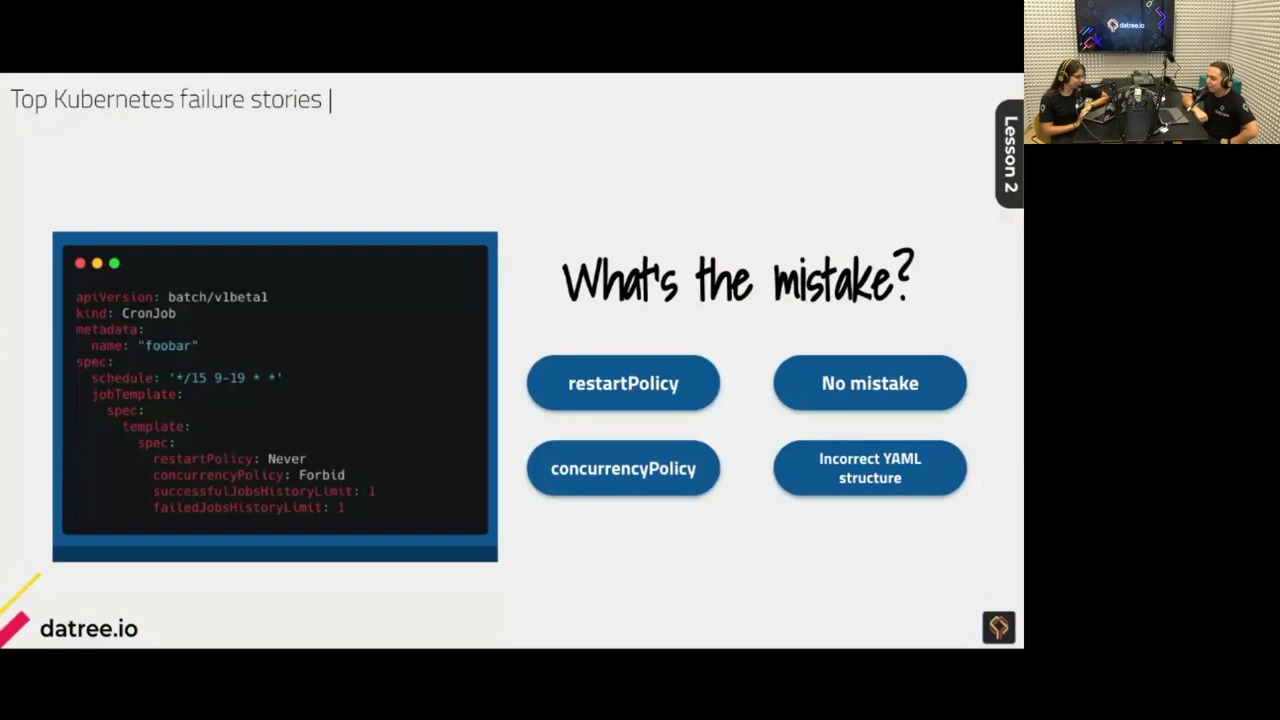 Top Kubernetes failure stories
Lesson 2
apiVersion: batch/v1beta1
kind: CronJob
metadata:
  name: "foobar"
spec:
  schedule: '*/15 9-19 * *'
  jobTemplate:
    spec:
      template:
        spec:
          restartPolicy: Never
          concurrencyPolicy: Forbid
          successfulJobsHistoryLimit: 1
          failedJobsHistoryLimit: 1
What's the mistake?
restartPolicy
No mistake
concurrencyPolicy
Incorrect YAML
structure
datree.io
datree.io